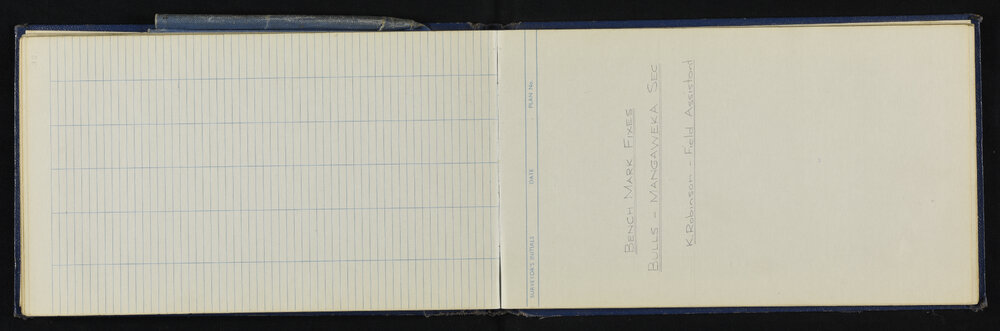 SURVEYOR'S INITIALS DATE PLAN No.
BENCH MARK FIXES
BULLS - MANGAWEKA SEC
K.Robinson - Field Assistant